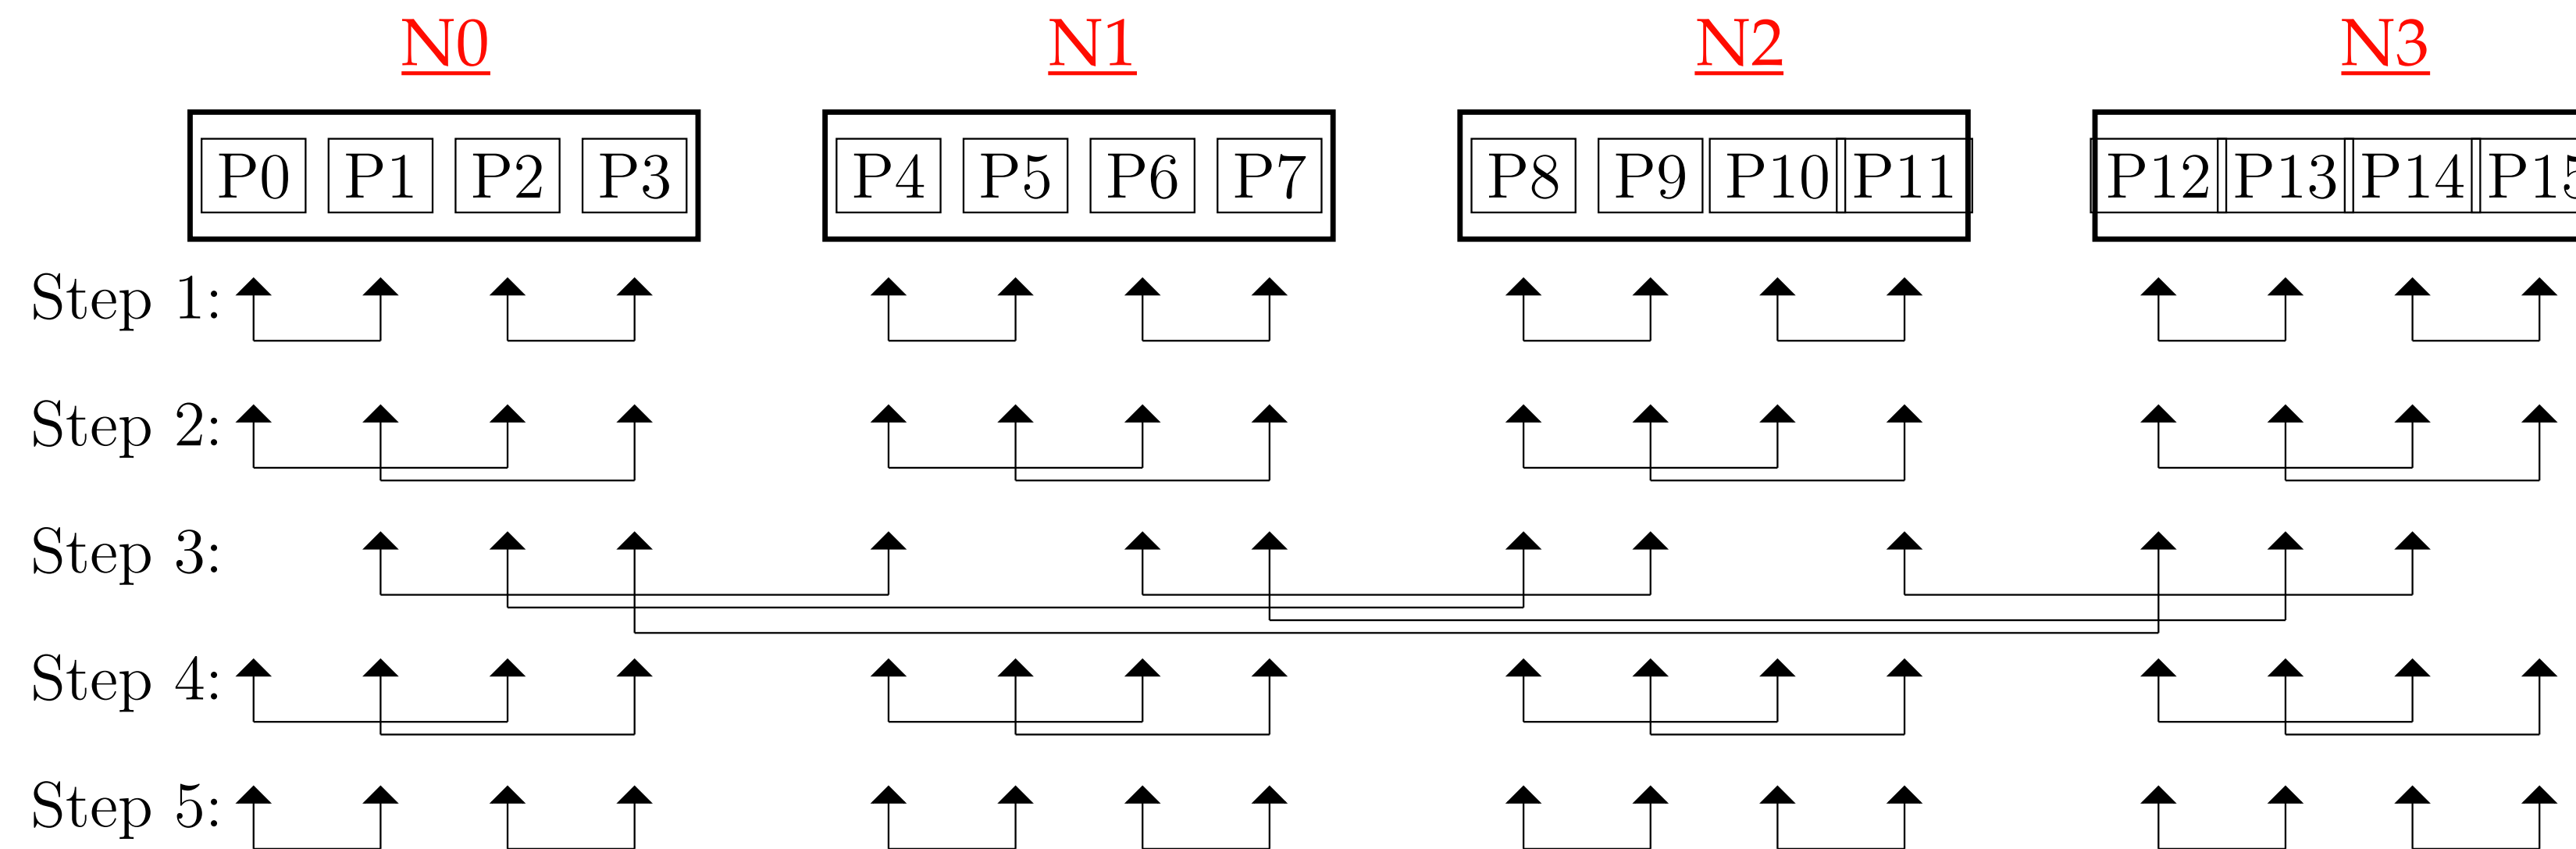 N0 N1 N2 N3
P0 P1 P2 P3 P4 P5 P6 P7 P8 P9 P10 P11 P12 P13 P14 P15
Step 1:
Step 2:
Step 3:
Step 4:
Step 5: